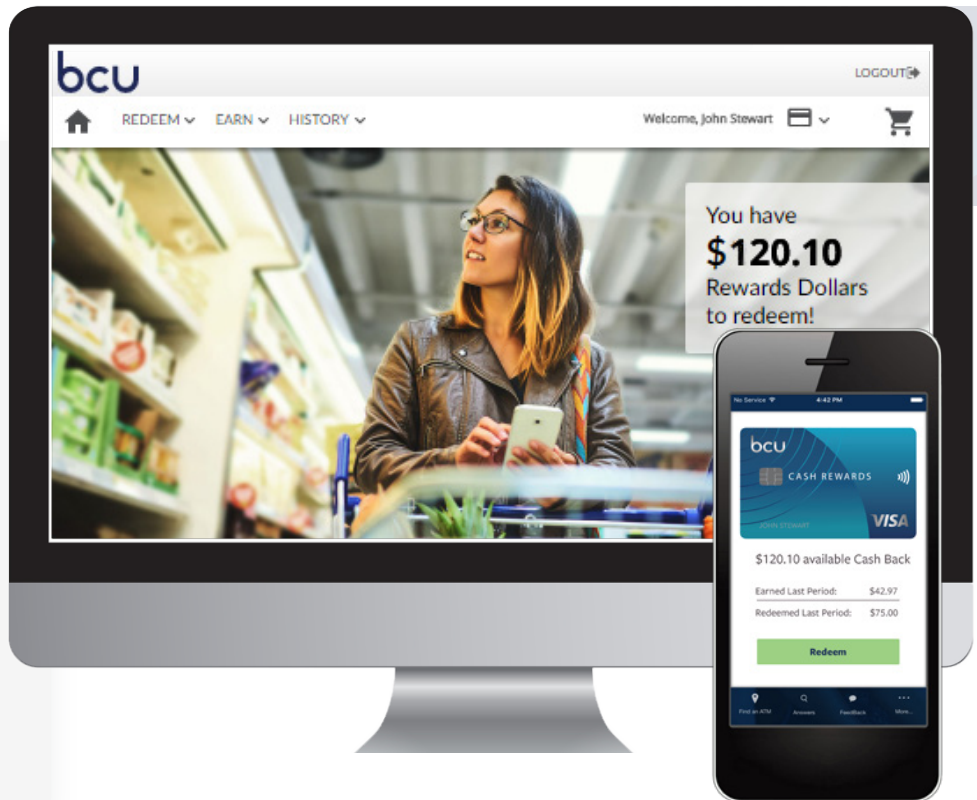 bcu
LOGOUT
REDEEM EARN HISTORY Welcome, John Stewart
You have
$120.10
Rewards Dollars
to redeem!
No Service 4:42 PM
bcu
CASH REWARDS
JOHN STEWART
VISA
$120.10 available Cash Back
Earned Last Period: $42.97
Redeemed Last Period: $75.00
Redeem
Find an ATM Answers FeedBack More...